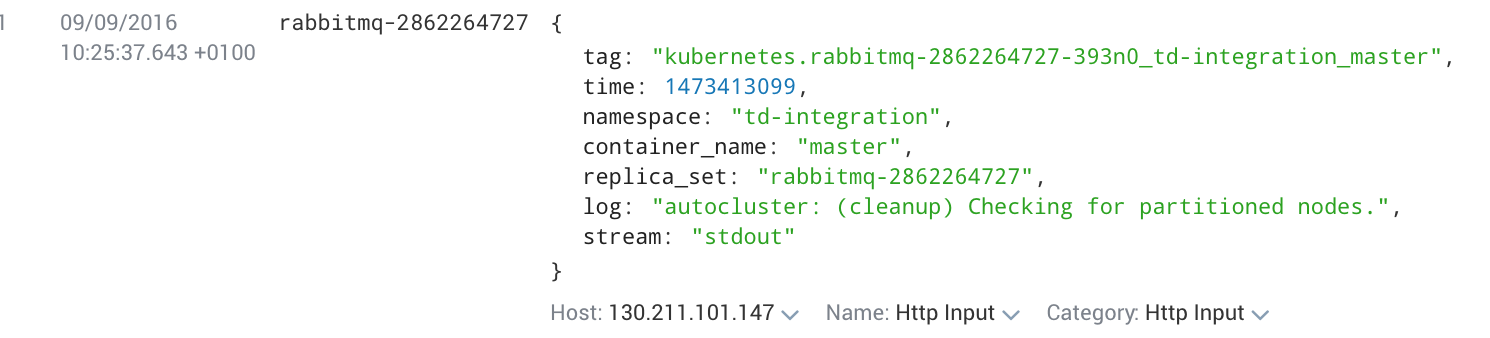 1 09/09/2016 rabbitmq-2862264727 {
10:25:37.643 +0100
tag: "kubernetes.rabbitmq-2862264727-393n0_td-integration_master",
time: 1473413099,
namespace: "td-integration",
container_name: "master",
replica_set: "rabbitmq-2862264727",
log: "autocluster: (cleanup) Checking for partitioned nodes.",
stream: "stdout"
}
Host: 130.211.101.147 Name: Http Input Category: Http Input